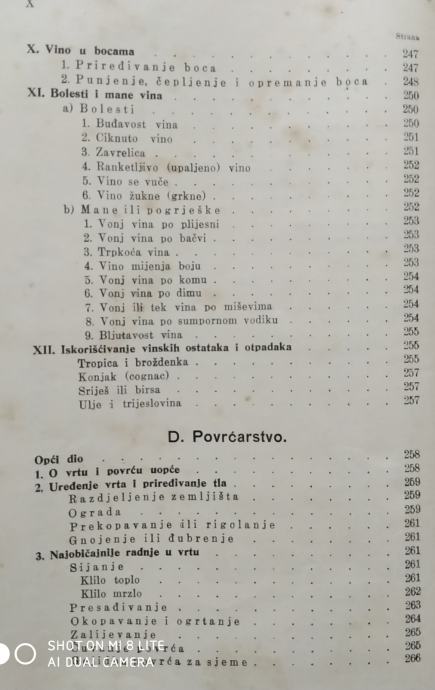 X
Strana
X. Vino u bocama 247
1. Priređivanje boca 247
2. Punjenje, čepljenje i opremanje boca 248
XI. Bolesti i mane vina 250
a) Bolesti 250
1. Buđavost vina 250
2. Ciknuto vino 251
3. Zavrelica 251
4. Ranketljivo (upaljeno) vino 252
5. Vino se vuče 252
6. Vino žukne (grkne) 252
b) Mane ili pogrješke 252
1. Vonj vina po plijesni 253
2. Vonj vina po bačvi 253
3. Trpkoća vina 253
4. Vino mijenja boju 253
5. Vonj vina po komu 254
6. Vonj vina po dimu 254
7. Vonj ili tek vina po miševima 254
8. Vonj vina po sumpornom vodiku 254
9. Bljutavost vina 255
XII. Iskorišćivanje vinskih ostataka i otpadaka 255
Tropica i broždenka 255
Konjak (cognac) 257
Sriješ ili birsa 257
Ulje i trijeslovina 257
D. Povrćarstvo.
Opći dio 258
1. O vrtu i povrću uopće 258
2. Uređenje vrta i priređivanje tla 259
Razdjeljenje zemljišta 259
Ograda 259
Prekopavanje ili rigolanje 261
Gnojenje ili đubrenje 261
3. Najobičajnije radnje u vrtu 261
Sijanje 261
Klilo toplo 261
Klilo mrzlo 262
Presađivanje 263
Okopavanje i ogrtanje 264
Zalijevanje 265
SHOT ON MI 8 LITE
265
AI DUAL CAMERA
za sjeme 266